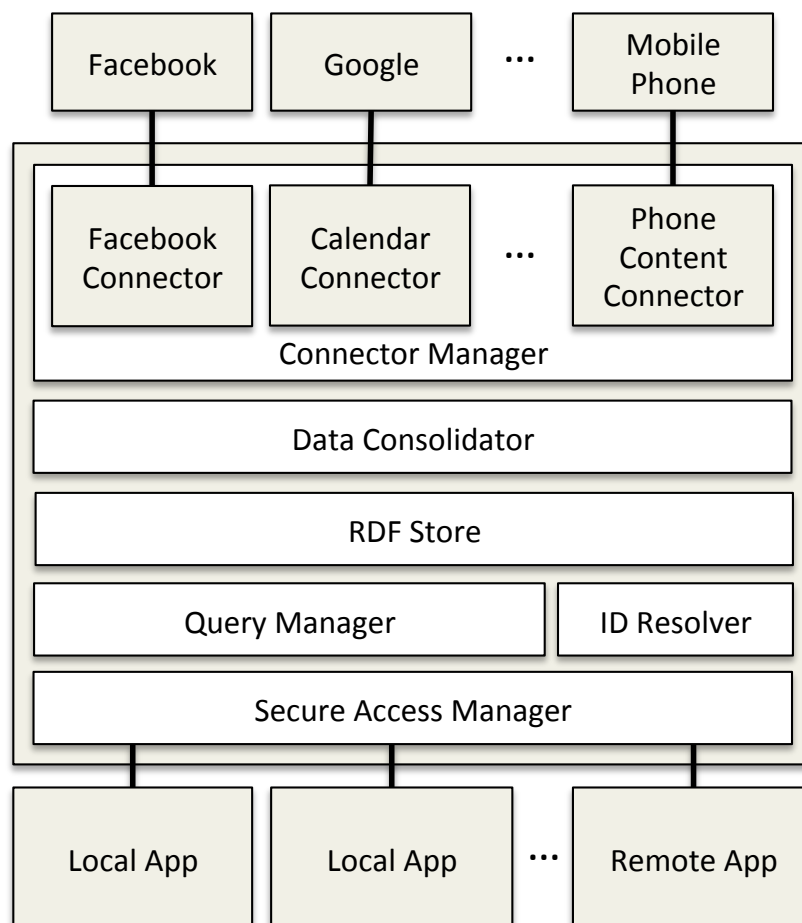 Facebook
Google
...
Mobile
Phone
Facebook
Connector
Calendar
Connector
...
Phone
Content
Connector
Connector Manager
Data Consolidator
RDF Store
Query Manager
ID Resolver
Secure Access Manager
Local App
Local App
...
Remote App